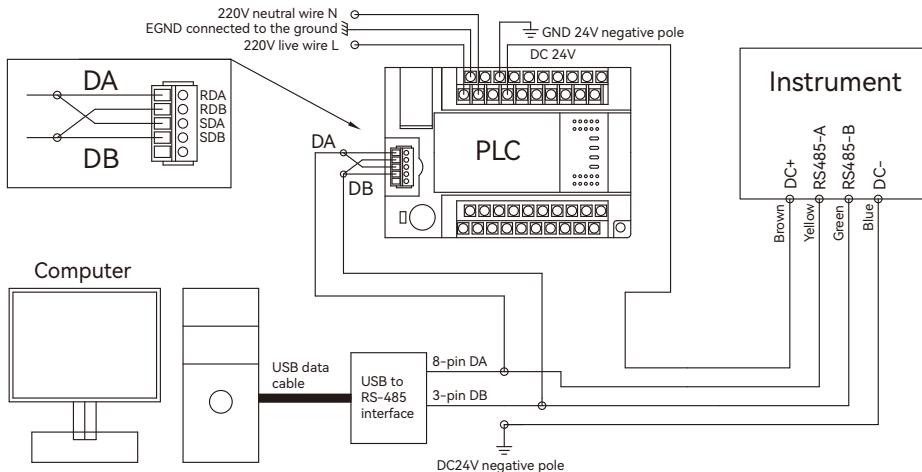 220V neutral wire N
EGND connected to the ground
220V live wire L
GND 24V negative pole
DC 24V
DA
DB
RDA
RDB
SDA
SDB
DA
DB
PLC
Instrument
DC+
RS485-A
RS485-B
DC-
Brown
Yellow
Green
Blue
Computer
USB data
cable
USB to
RS-485
interface
8-pin DA
3-pin DB
DC24V negative pole